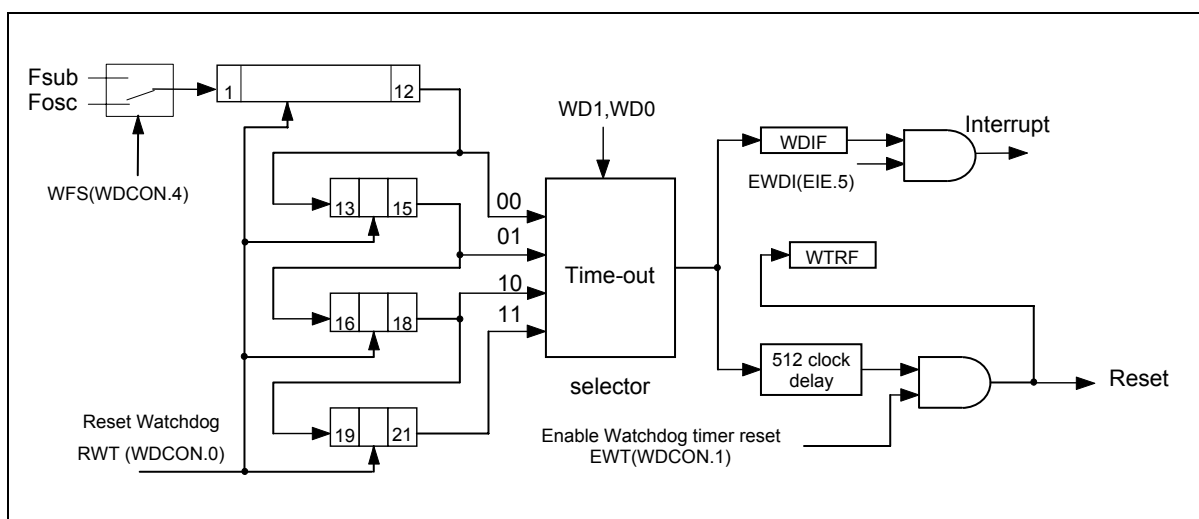 Fsub
Fosc
1
12
WFS(WDCON.4)
WD1,WD0
13
15
00
01
Time-out
16
18
10
11
selector
19
21
Reset Watchdog
RWT (WDCON.0)
WDIF
Interrupt
EWDI(EIE.5)
WTRF
512 clock
delay
Reset
Enable Watchdog timer reset
EWT(WDCON.1)